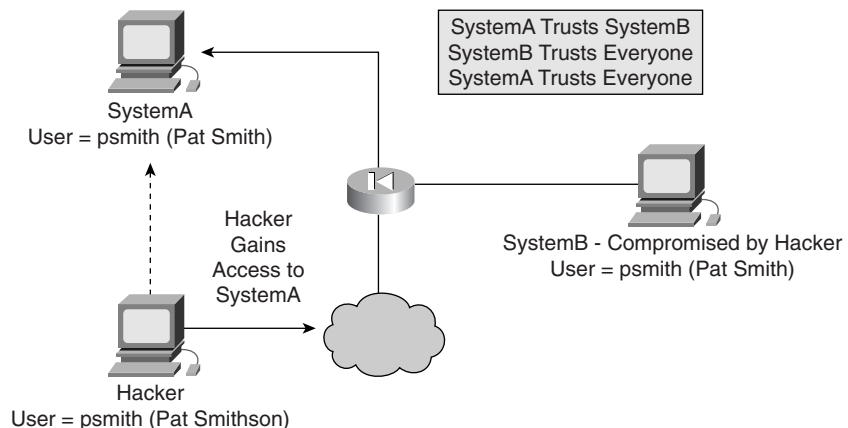 SystemA Trusts SystemB
SystemB Trusts Everyone
SystemA Trusts Everyone
SystemA
User = psmith (Pat Smith)
Hacker
Gains
Access to
SystemA
SystemB - Compromised by Hacker
User = psmith (Pat Smith)
Hacker
User = psmith (Pat Smithson)